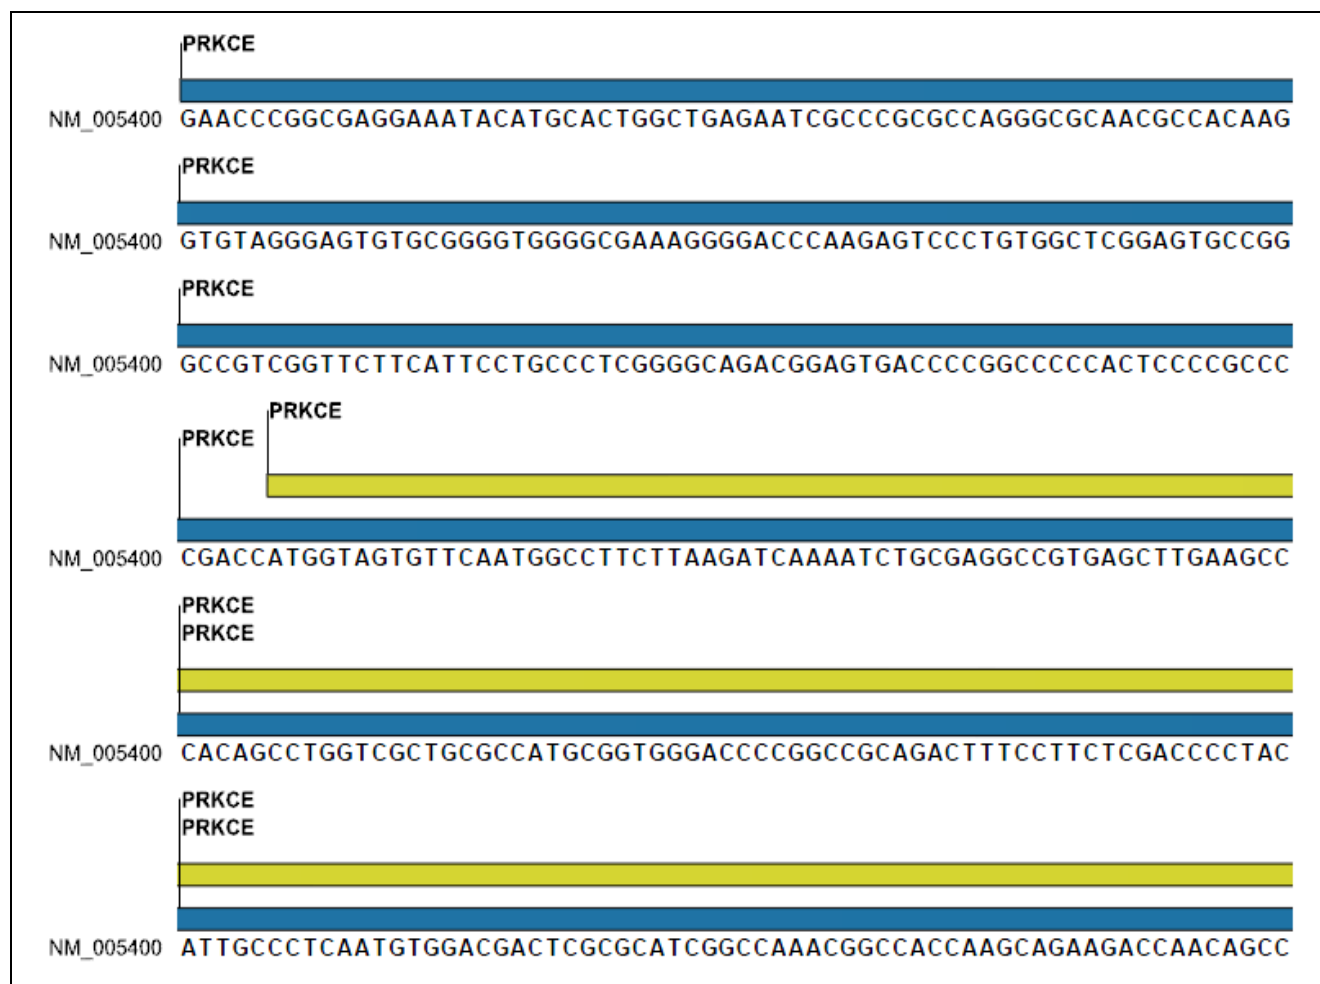 PRKCE
NM_005400 GAACCCGGCGAGGAAATACATGCACTGGCTGAGAATCGCCCGCGCCAGGGCGCAACGCCACAAG
PRKCE
NM_005400 GTGTAGGGAGTGTGCGGGGTGGGGCGAAAGGGGACCCAAGAGTCCCTGTGGCTCGGAGTGCCGG
PRKCE
NM_005400 GCCGTCGGTTCTTCATTCCTGCCCTCGGGGCAGACGGAGTGACCCCGGCCCCCACTCCCCGCCC
PRKCE
PRKCE
NM_005400 CGACCATGGTAGTGTTCAATGGCCTTCTTAAGATCAAAATCTGCGAGGCCGTGAGCTTGAAGCC
PRKCE
PRKCE
NM_005400 CACAGCCTGGTCGCTGCGCCATGCGGTGGGACCCCGGCCGCAGACTTTCCTTCTCGACCCCTAC
PRKCE
PRKCE
NM_005400 ATTGCCCTCAATGTGGACGACTCGCGCATCGGCCAAACGGCCACCAAGCAGAAGACCAACAGCC